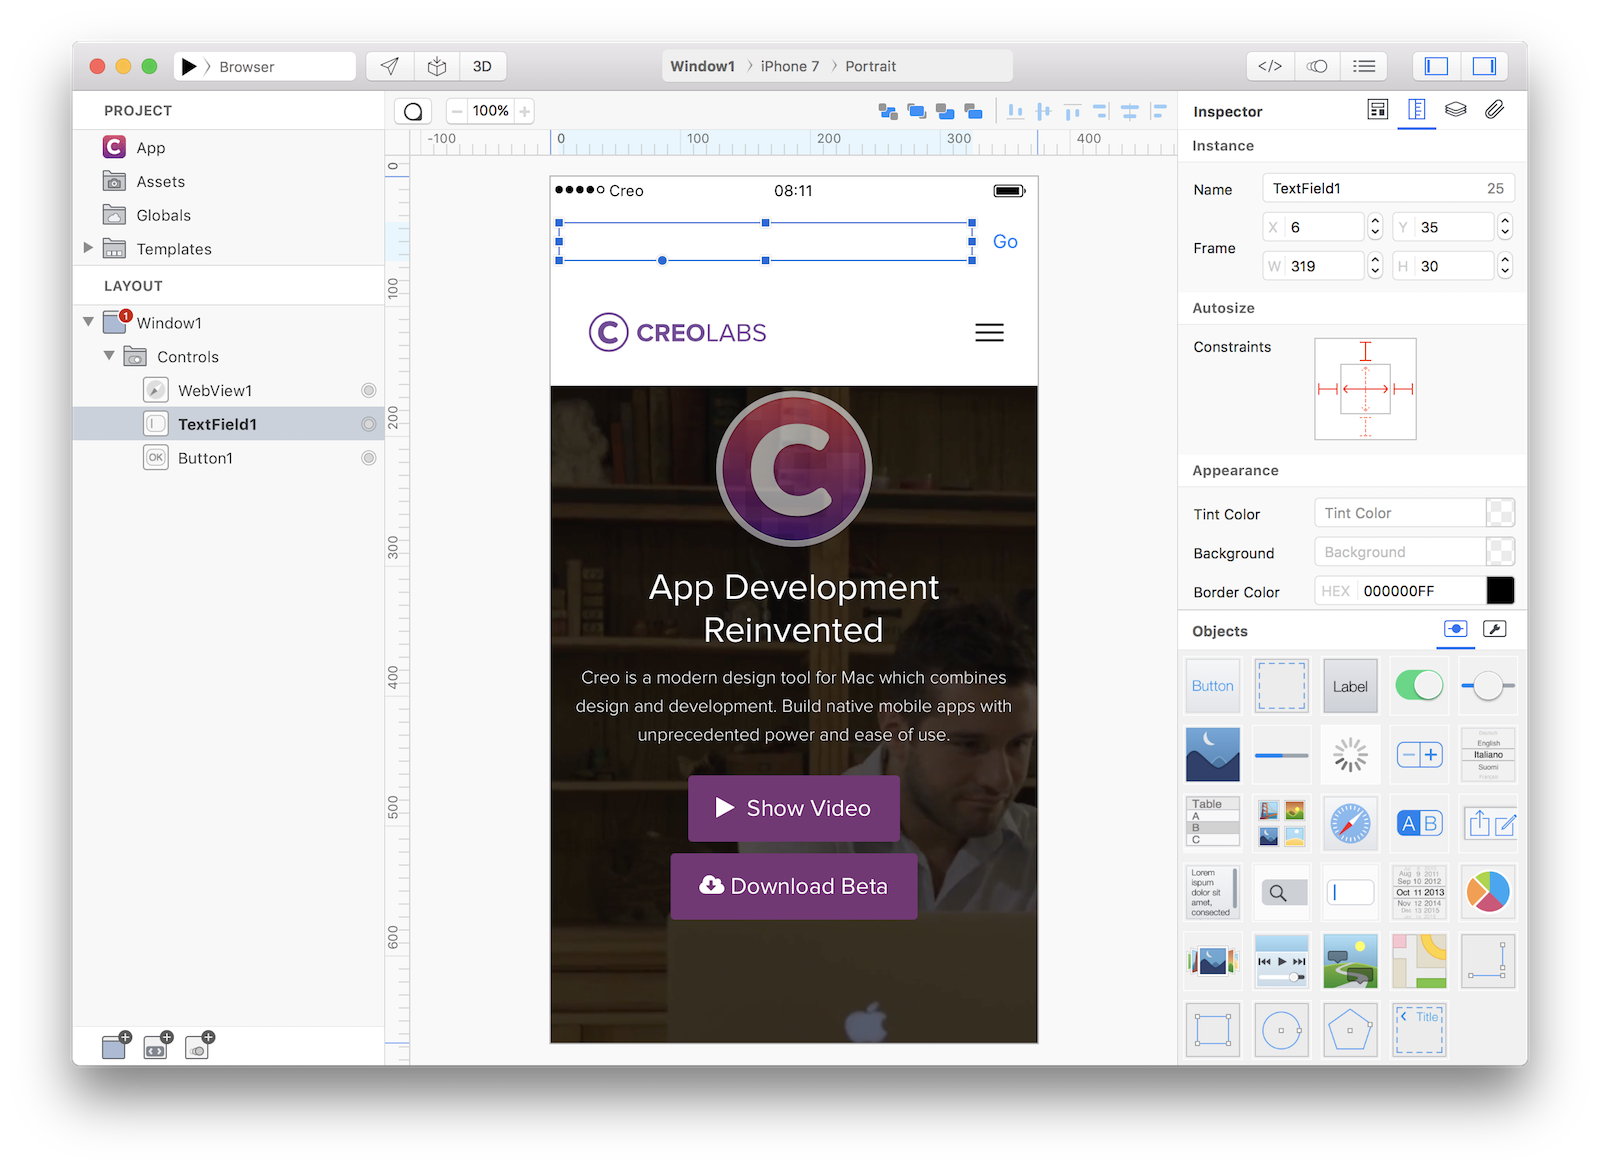 Browser
3D
Window1 iPhone 7 Portrait
</>
PROJECT
App
Assets
Globals
Templates
LAYOUT
1
Window1
Controls
WebView1
TextField1
OK
Button1
100%
-100 0 100 200 300 400
0
100
200
300
400
500
600
Creo 08:11
Go
C CREOLABS
C
App Development
Reinvented
Creo is a modern design tool for Mac which combines
design and development. Build native mobile apps with
unprecedented power and ease of use.
Show Video
Download Beta
Inspector
Instance
Name TextField1 25
Frame X 6 Y 35
W 319 H 30
Autosize
Constraints
Appearance
Tint Color Tint Color
Background Background
Border Color HEX 000000FF
Objects
Button
Label
Deutsch
English
Italiano
Suomi
Français
Table
A
B
C
A B
Lorem
ispum
dolor sit
amet,
consected
Aug 9 2011
Sep 10 2012
Oct 11 2013
Nov 12 2014
Dec 13 2015
Title